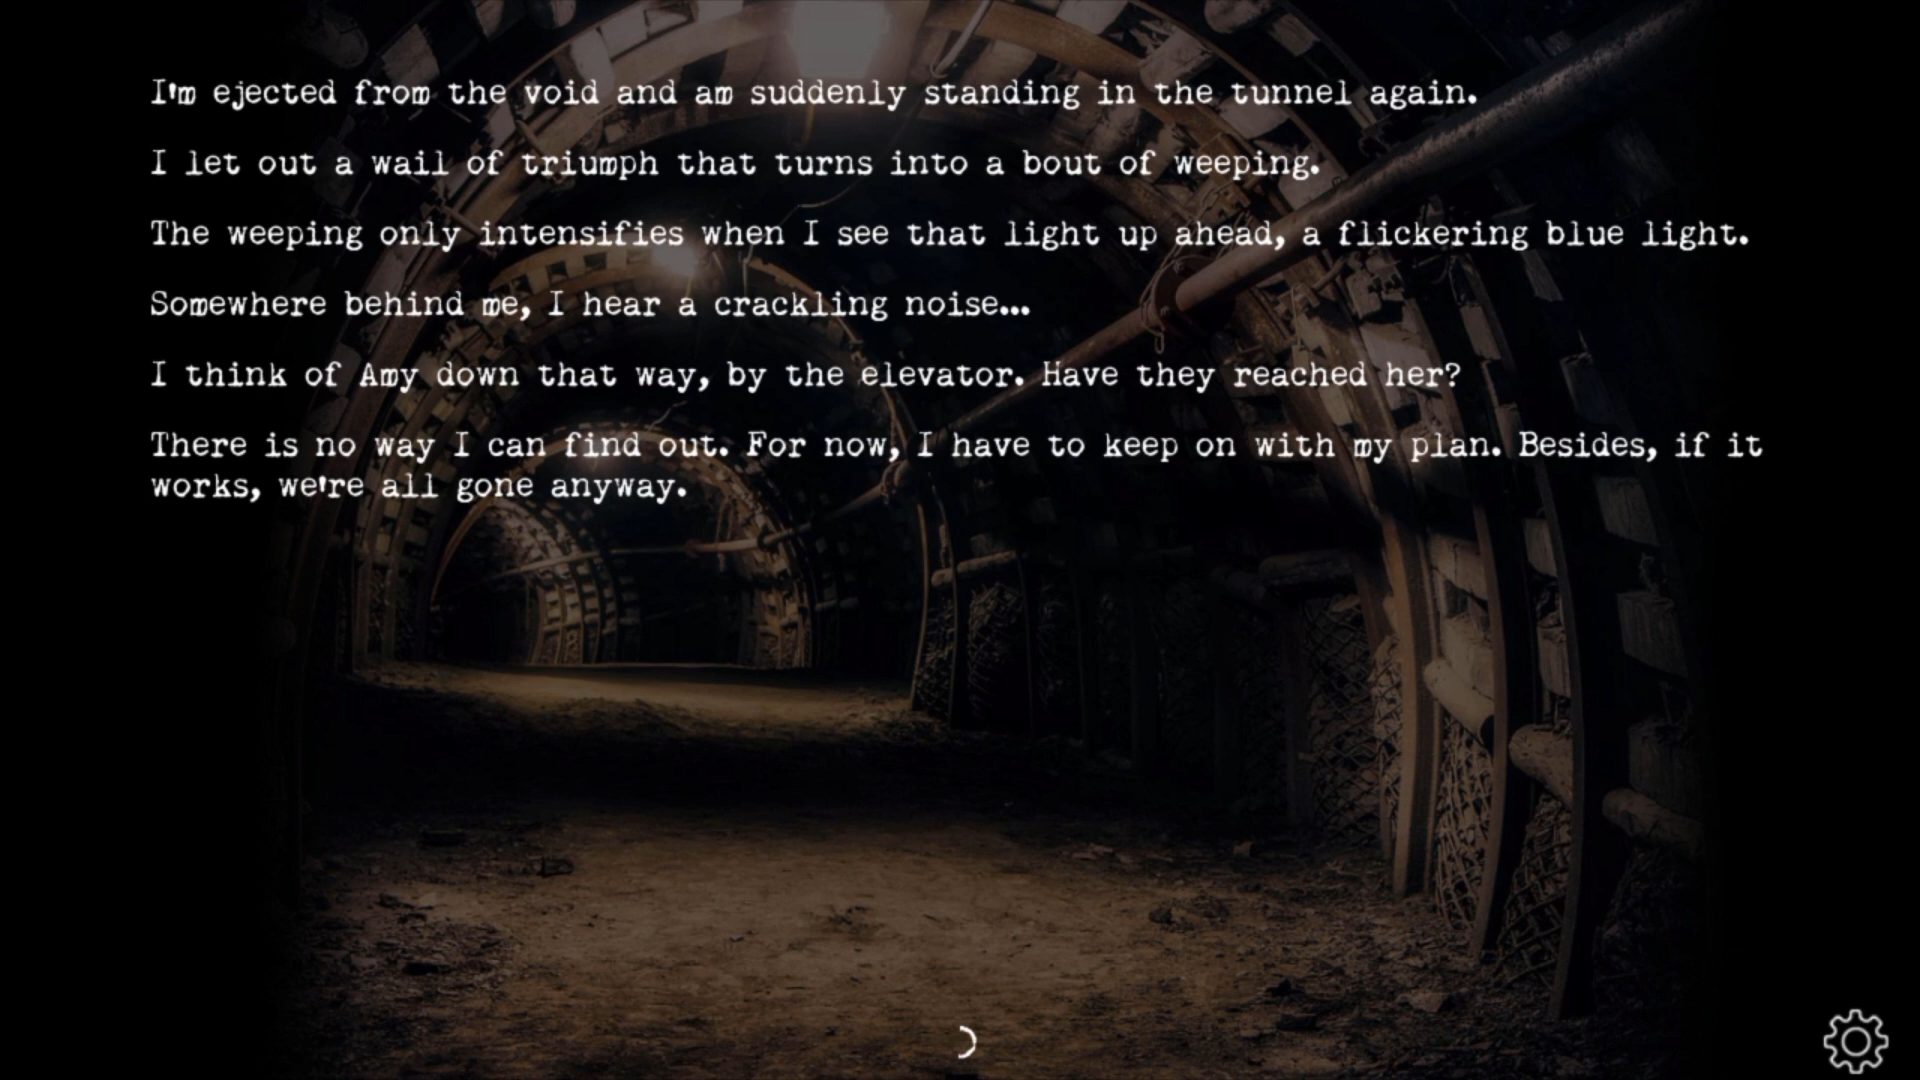 I'm ejected from the void and am suddenly standing in the tunnel again.
I let out a wail of triumph that turns into a bout of weeping.
The weeping only intensifies when I see that light up ahead, a flickering blue light.
Somewhere behind me, I hear a crackling noise...
I think of Amy down that way, by the elevator. Have they reached her?
There is no way I can find out. For now, I have to keep on with my plan. Besides, if it
works, we're all gone anyway.